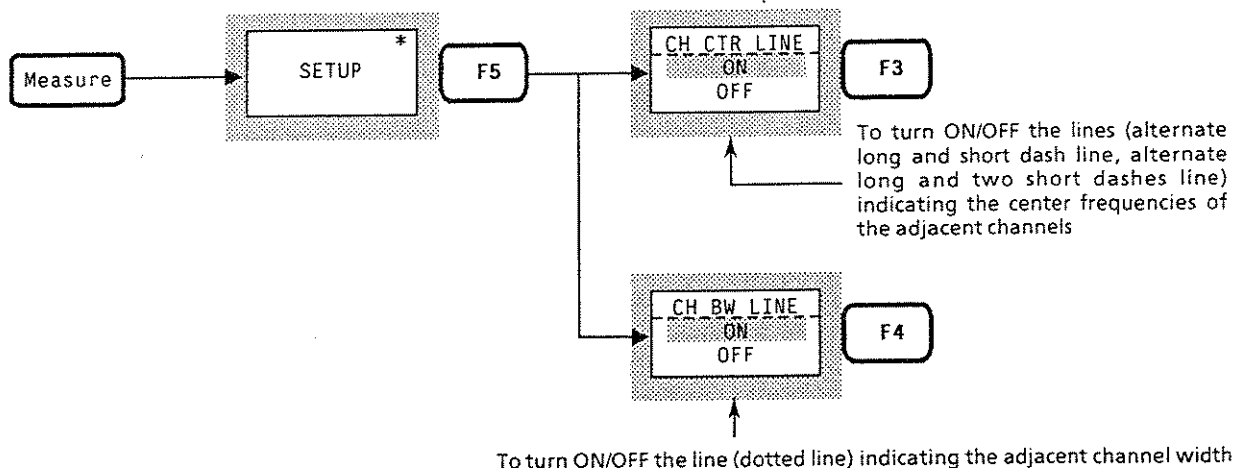 Measure
*
SETUP
F5
CH CTR LINE
ON
OFF
F3
To turn ON/OFF the lines (alternate
long and short dash line, alternate
long and two short dashes line)
indicating the center frequencies of
the adjacent channels
CH BW LINE
ON
OFF
F4
To turn ON/OFF the line (dotted line) indicating the adjacent channel width